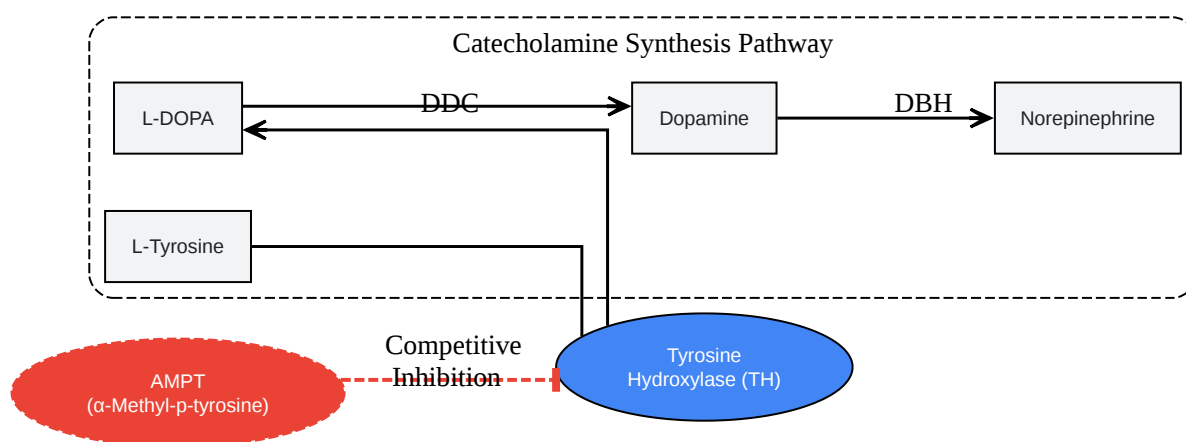 Catecholamine Synthesis Pathway
L-DOPA
DDC
Dopamine
DBH
Norepinephrine
L-Tyrosine
Competitive
Inhibition
AMPT
(α-Methyl-p-tyrosine)
Tyrosine
Hydroxylase (TH)